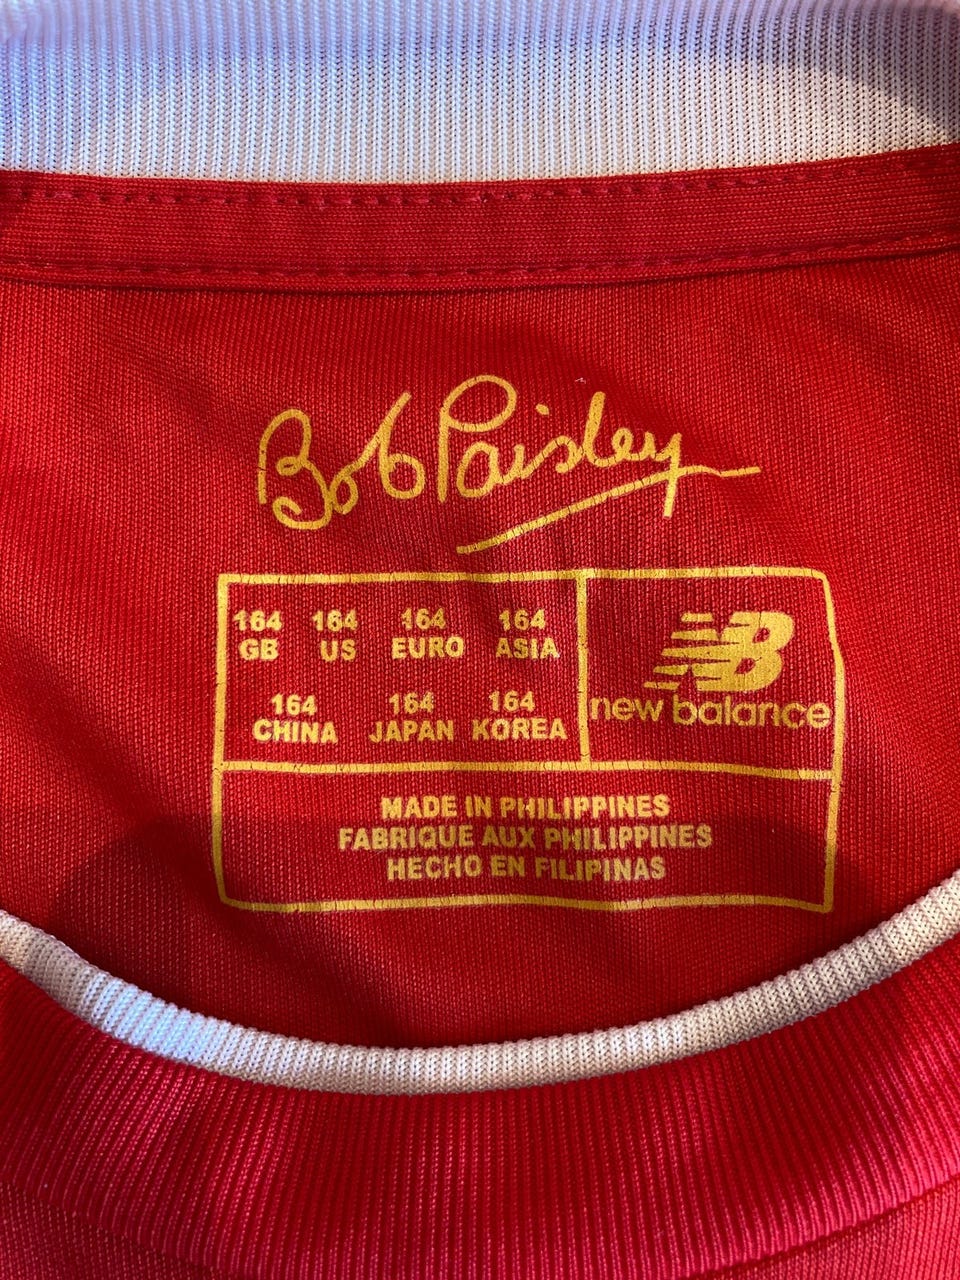 Bob Paisley
164 164 164 164
GB US EURO ASIA
164 164 164
CHINA JAPAN KOREA
NB
new balance
MADE IN PHILIPPINES
FABRIQUE AUX PHILIPPINES
HECHO EN FILIPINAS